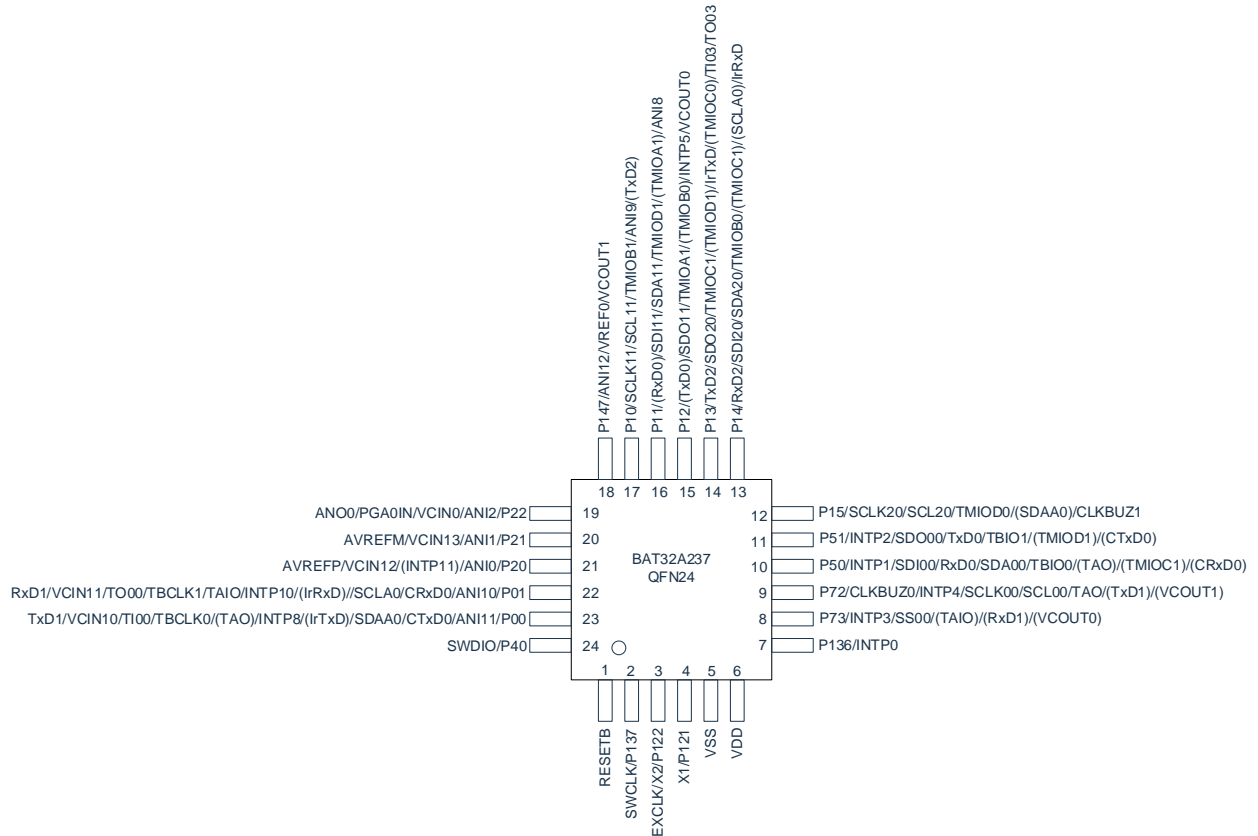 P147/ANI12/VREF0/VCOUT1
P10/SCLK11/SCL11/TMIOB1/ANI9/(TxD2)
P11/(RxD0)/SDI11/SDA11/TMIOD1/(TMIOA1)/ANI8
P12/(TxD0)/SDO11/TMIOA1/(TMIOB0)/INTP5/VCOUT0
P13/TxD2/SDO20/TMIOC1/(TMIOD1)/IrTxD/(TMIOC0)/TI03/TO03
P14/RxD2/SDI20/SDA20/TMIOB0/(TMIOC1)/(SCLA0)/IrRxD
18 17 16 15 14 13
ANO0/PGA0IN/VCIN0/ANI2/P22 19
AVREFM/VCIN13/ANI1/P21 20
AVREFP/VCIN12/(INTP11)/ANI0/P20 21
RxD1/VCIN11/TO00/TBCLK1/TAIO/INTP10/(IrRxD)//SCLA0/CRxD0/ANI10/P01 22
TxD1/VCIN10/TI00/TBCLK0/(TAO)/INTP8/(IrTxD)/SDAA0/CTxD0/ANI11/P00 23
SWDIO/P40 24
BAT32A237
QFN24
12 P15/SCLK20/SCL20/TMIOD0/(SDAA0)/CLKBUZ1
11 P51/INTP2/SDO00/TxD0/TBIO1/(TMIOD1)/(CTxD0)
10 P50/INTP1/SDI00/RxD0/SDA00/TBIO0/(TAO)/(TMIOC1)/(CRxD0)
9 P72/CLKBUZ0/INTP4/SCLK00/SCL00/TAO/(TxD1)/(VCOUT1)
8 P73/INTP3/SS00/(TAIO)/(RxD1)/(VCOUT0)
7 P136/INTP0
1 2 3 4 5 6
RESETB
SWCLK/P137
EXCLK/X2/P122
X1/P121
VSS
VDD